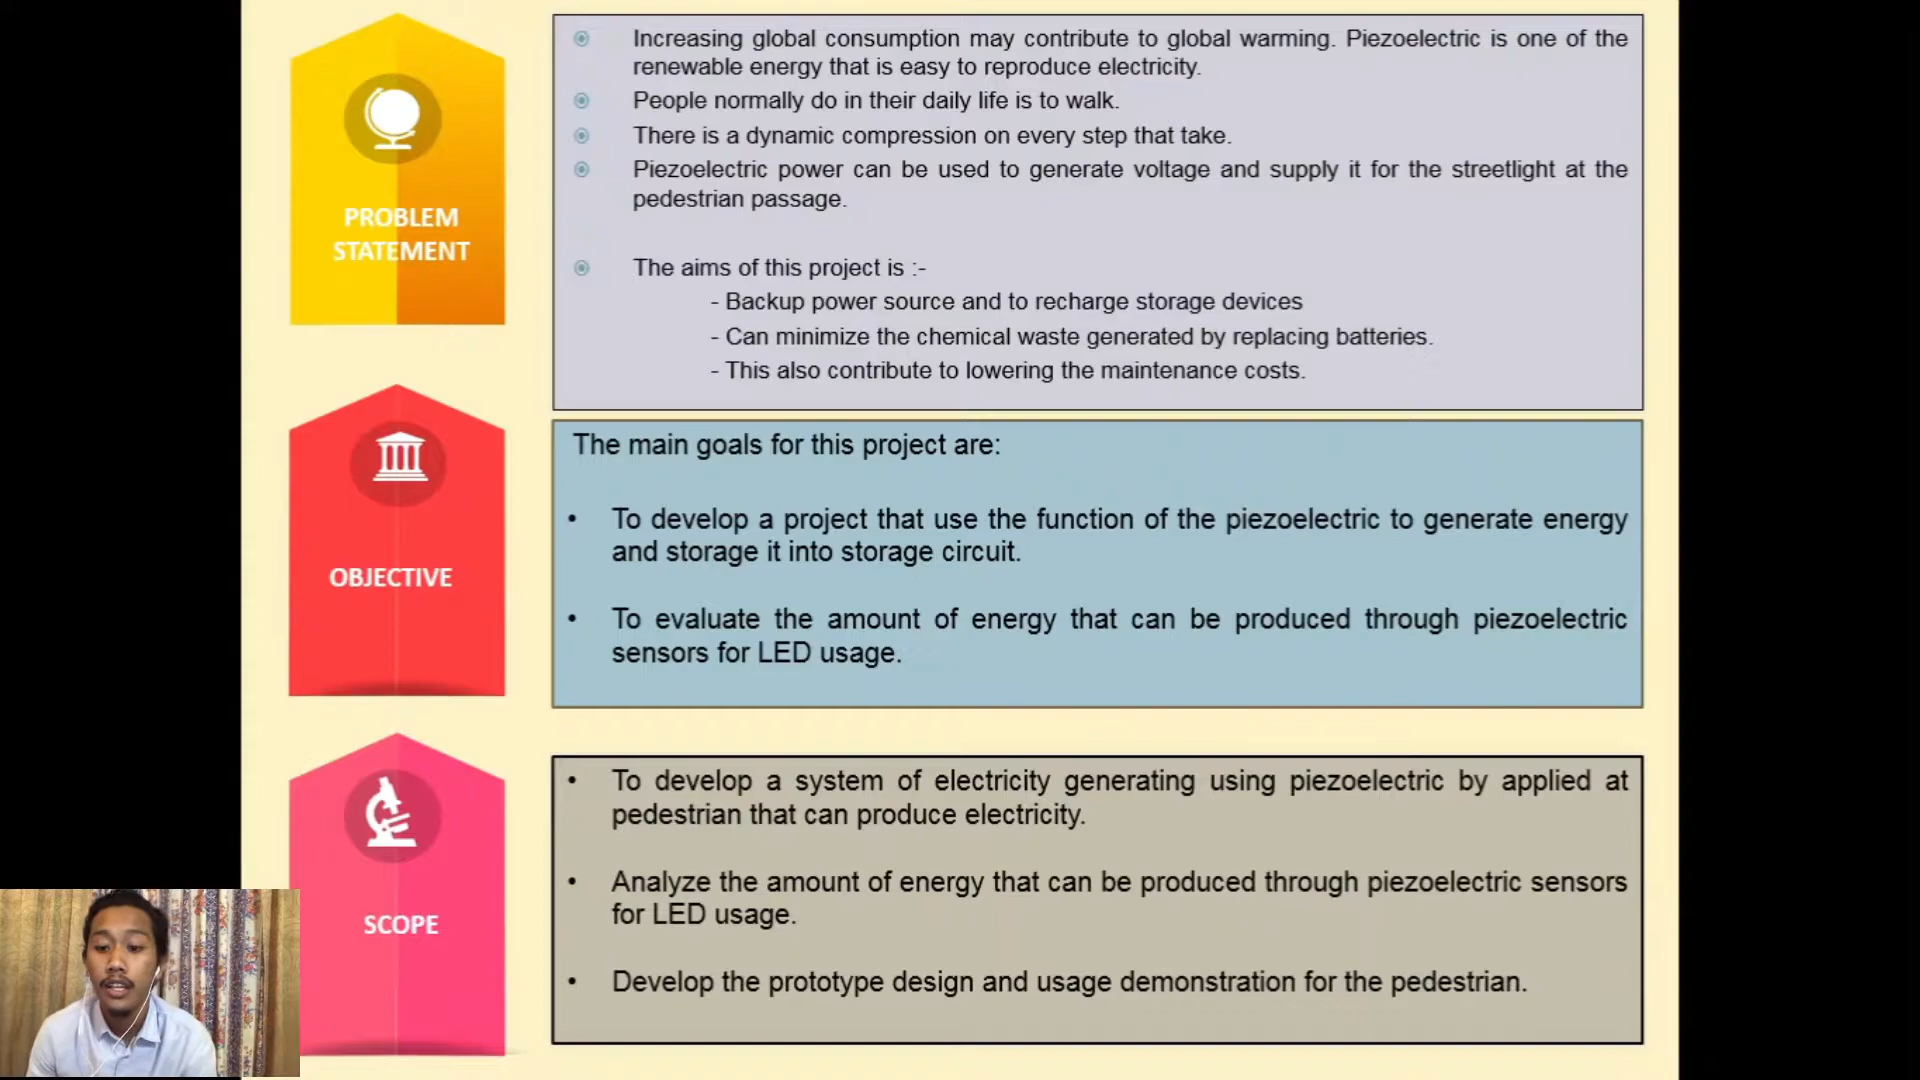 PROBLEM
STATEMENT
Increasing global consumption may contribute to global warming. Piezoelectric is one of the
renewable energy that is easy to reproduce electricity.
People normally do in their daily life is to walk.
There is a dynamic compression on every step that take.
Piezoelectric power can be used to generate voltage and supply it for the streetlight at the
pedestrian passage.
The aims of this project is :-
- Backup power source and to recharge storage devices
- Can minimize the chemical waste generated by replacing batteries.
- This also contribute to lowering the maintenance costs.
OBJECTIVE
The main goals for this project are:
• To develop a project that use the function of the piezoelectric to generate energy
and storage it into storage circuit.
• To evaluate the amount of energy that can be produced through piezoelectric
sensors for LED usage.
SCOPE
• To develop a system of electricity generating using piezoelectric by applied at
pedestrian that can produce electricity.
• Analyze the amount of energy that can be produced through piezoelectric sensors
for LED usage.
• Develop the prototype design and usage demonstration for the pedestrian.